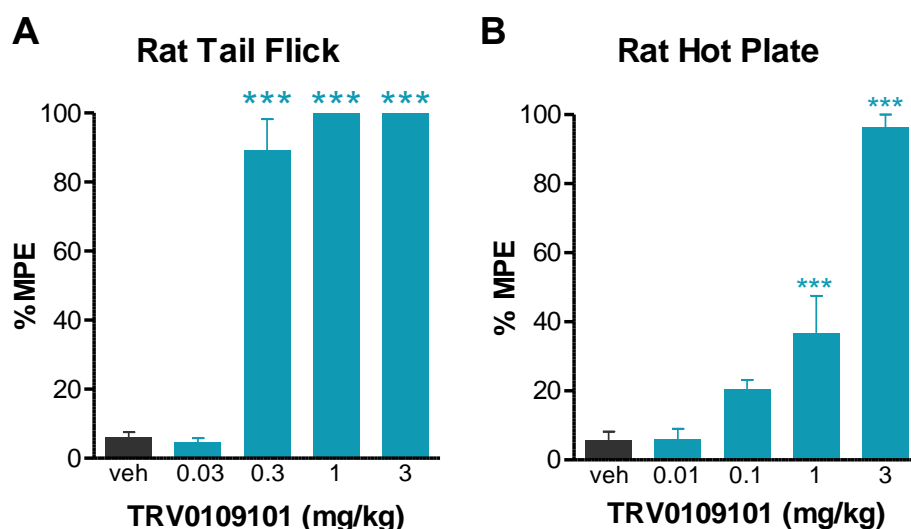 A
Rat Tail Flick
*** *** ***
100
80
60
40
20
0
%MPE
veh 0.03 0.3 1 3
TRV0109101 (mg/kg)
B
Rat Hot Plate
***
***
100
80
60
40
20
0
% MPE
veh 0.01 0.1 1 3
TRV0109101 (mg/kg)